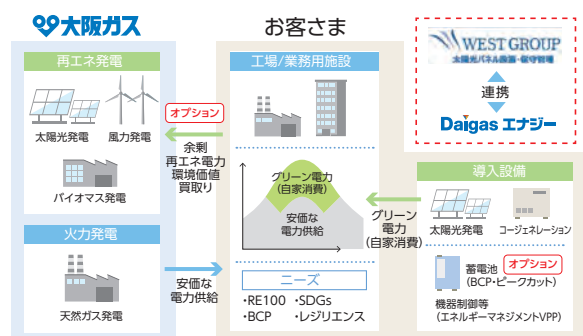 大阪ガス
再エネ発電
太陽光発電
風力発電
バイオマス発電
火力発電
天然ガス発電
オプション
余剰
再エネ電力
環境価値
買取り
安価な
電力供給
お客さま
工場/業務用施設
グリーン電力
(自家消費)
安価な
電力供給
ニーズ
・RE100 ・SDGs
・BCP ・レジリエンス
WEST GROUP
太陽光パネル設置・保守管理
連携
Daigas エナジー
グリーン
電力
(自家消費)
導入設備
太陽光発電
コージェネレーション
蓄電池
オプション
(BCP・ピークカット)
機器制御等
(エネルギーマネジメントVPP)